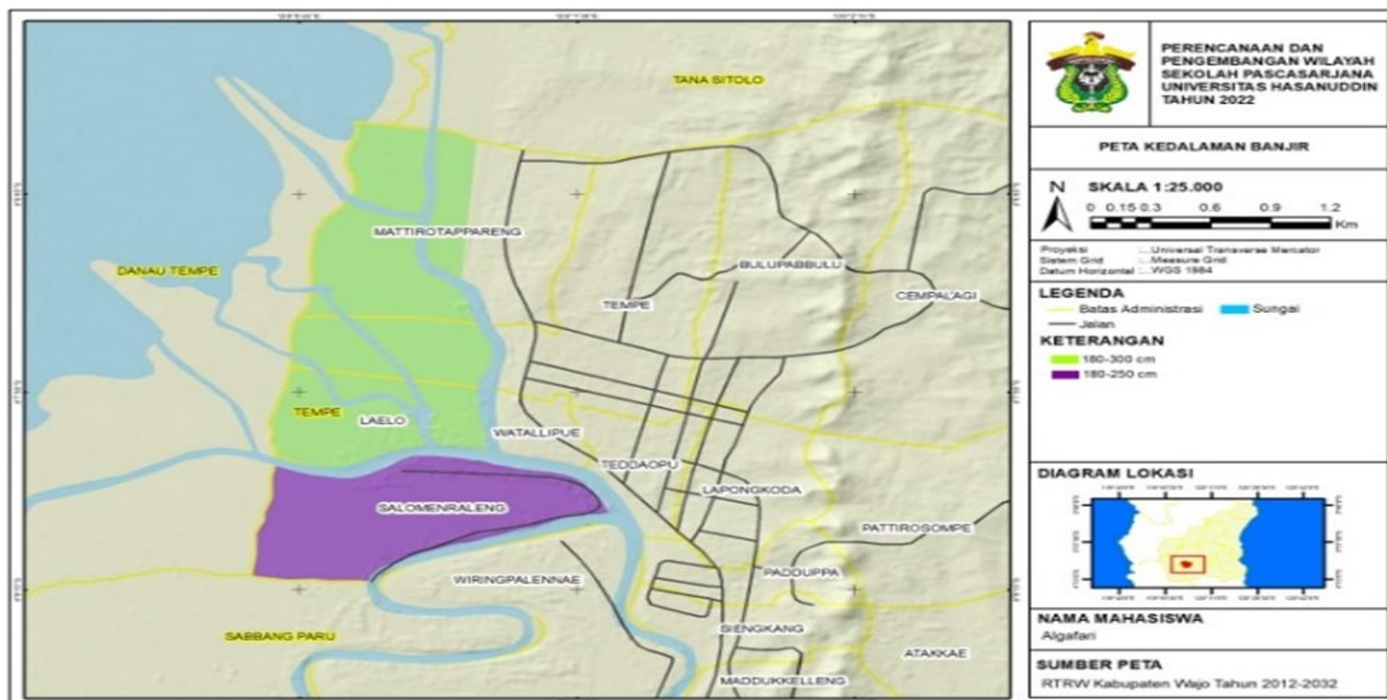 TANA SITOLO
MATTIROTAPPARENG
DANAU TEMPE
BULUPABBULU
CEMPALAGI
TEMPE
TEMPE
LAELO
WATALLIPUE
TEDDAOPU
LAPONGKODA
SALOMENRALENG
PATTIROSOMPE
WIRINGPALENNAE
PADDUPPA
SABBANG PARU
SIENGKANG
ATAKKAE
MADDUKKELLENG
PERENCANAAN DAN
PENGEMBANGAN WILAYAH
SEKOLAH PASCASARJANA
UNIVERSITAS HASANUDDIN
TAHUN 2022
PETA KEDALAMAN BANJIR
N SKALA 1:25.000
0 0.15 0.3 0.6 0.9 1.2
Km
Proyeksi : Universal Transverse Mercator
Sistem Grid : Measure Grid
Datum Horizontal : WGS 1984
LEGENDA
Batas Administrasi Sungai
Jalan
KETERANGAN
180-300 cm
180-250 cm
DIAGRAM LOKASI
NAMA MAHASISWA
Algafari
SUMBER PETA
RTRW Kabupaten Wajo Tahun 2012-2032